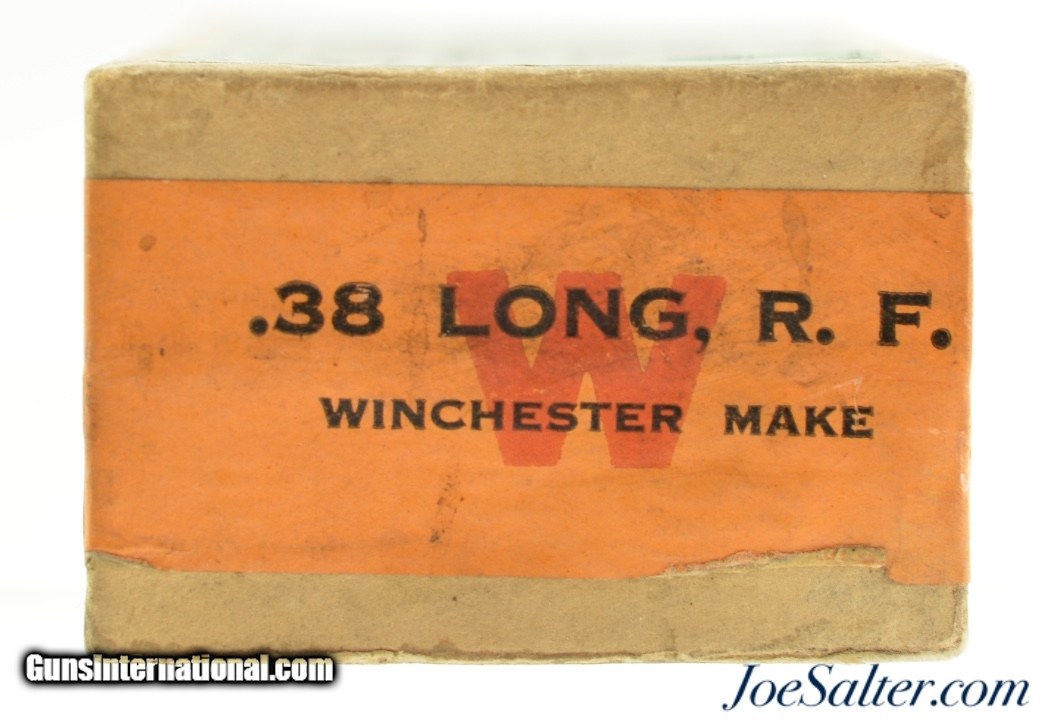 .38 LONG, R. F.
W
WINCHESTER MAKE
GunsInternational.com
JoeSalter.com